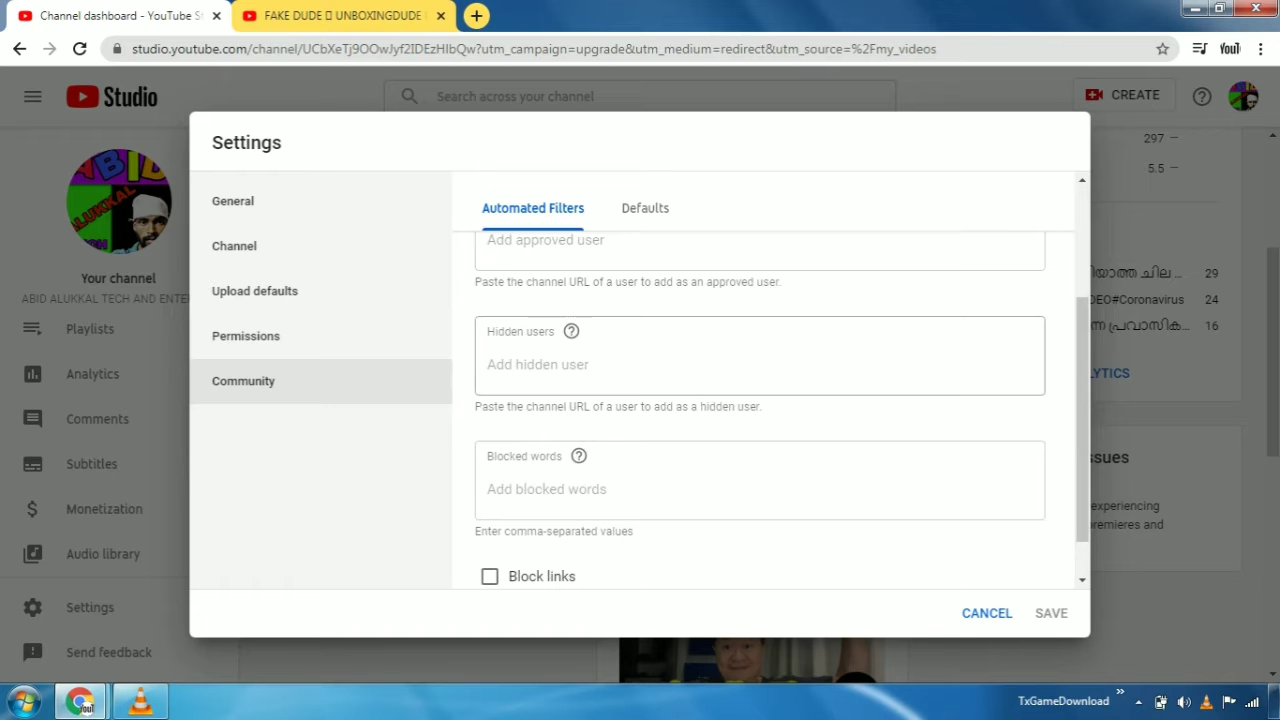 Channel dashboard - YouTube S
FAKE DUDE UNBOXINGDUDE
studio.youtube.com/channel/UCbXeTj9OOwJyf2IDEzHIbQw?utm_campaign=upgrade&utm_medium=redirect&utm_source=%2Fmy_videos
Studio
Search across your channel
CREATE
ABID
ALUKKAL
Your channel
ABID ALUKKAL TECH AND ENTE
Playlists
Analytics
Comments
Subtitles
Monetization
Audio library
Settings
Send feedback
Settings
General
Channel
Upload defaults
Permissions
Community
Automated Filters
Defaults
Add approved user
Paste the channel URL of a user to add as an approved user.
Hidden users
Add hidden user
Paste the channel URL of a user to add as a hidden user.
Blocked words
Add blocked words
Enter comma-separated values
Block links
CANCEL SAVE
297 –
5.5 –
ചില ... 29
DEO#Coronavirus 24
ന്ന പ്രവാസിക... 16
LYTICS
ssues
experiencing
remieres and
TxGameDownload